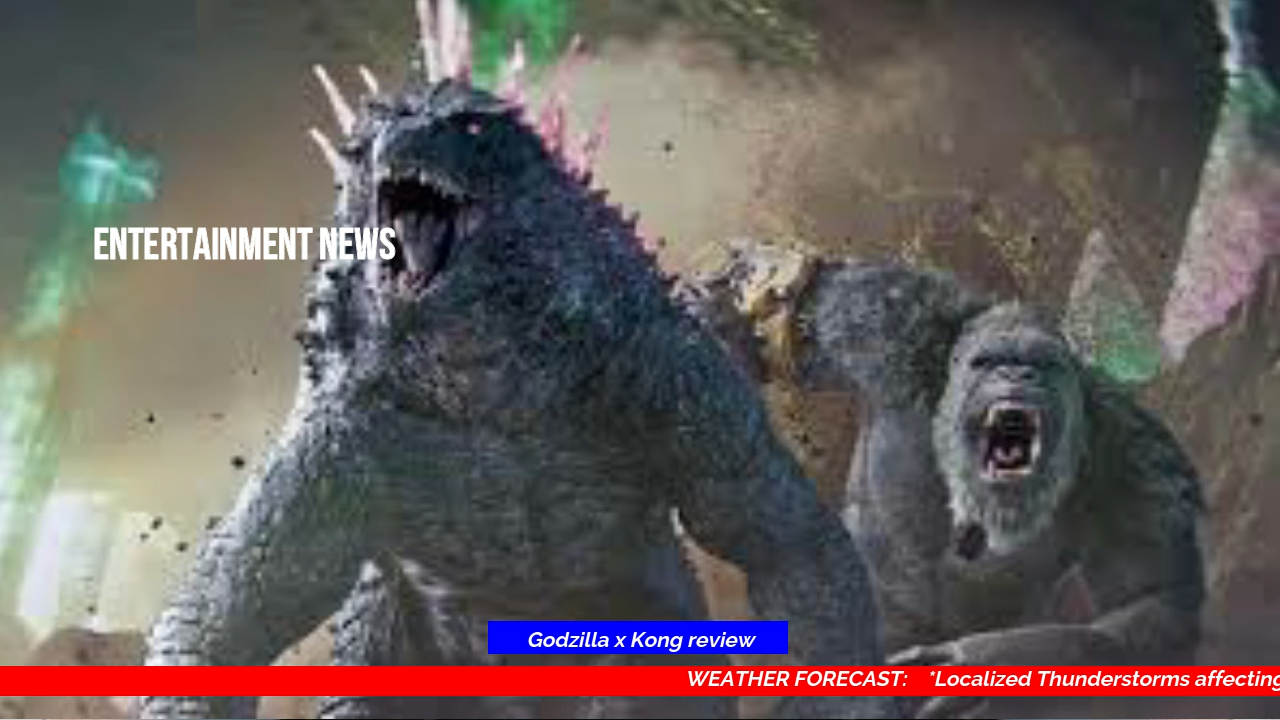 ENTERTAINMENT NEWS
Godzilla x Kong review
WEATHER FORECAST: *Localized Thunderstorms affecting